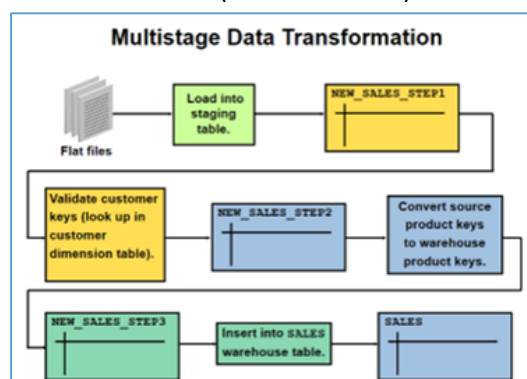 Multistage Data Transformation
Flat files
Load into
staging
table.
NEW_SALES_STEP1
Validate customer
keys (look up in
customer
dimension table).
NEW_SALES_STEP2
Convert source
product keys
to warehouse
product keys.
NEW_SALES_STEP3
Insert into SALES
warehouse table.
SALES